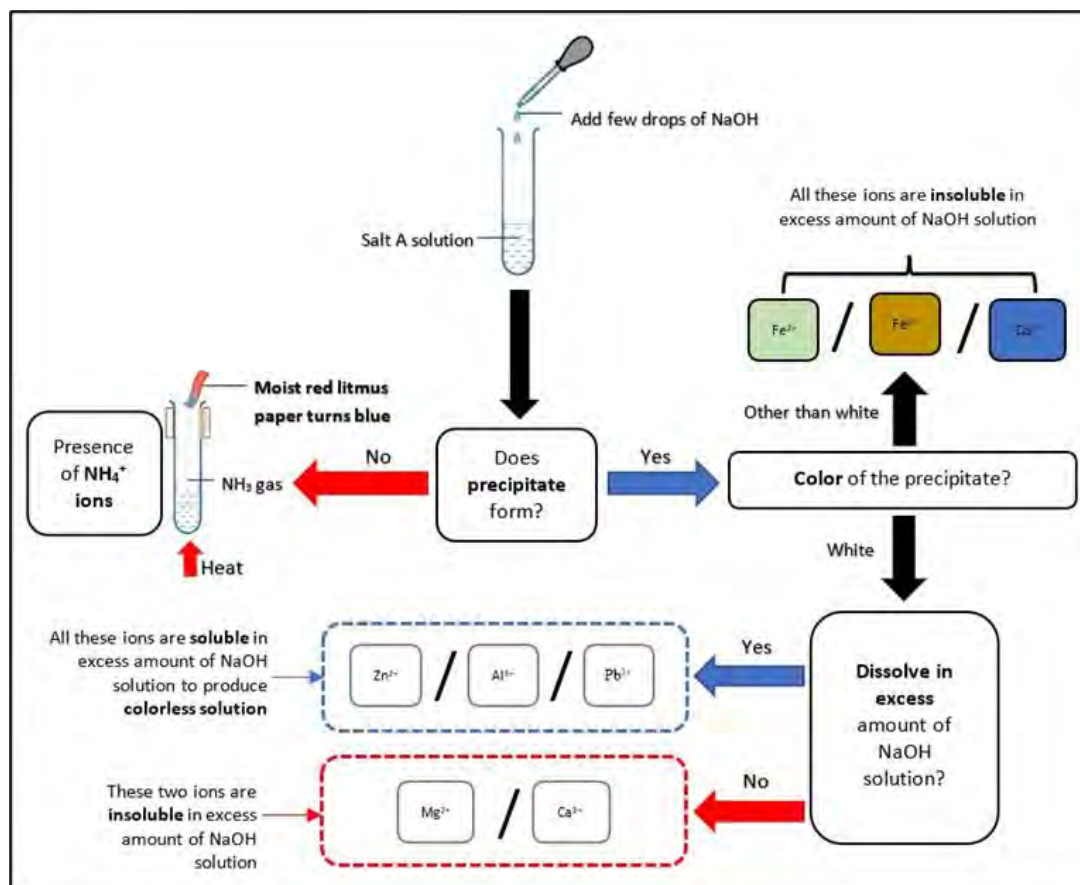 Add few drops of NaOH
Salt A solution
All these ions are insoluble in
excess amount of NaOH solution
Fe²⁺
/
/
Other than white
Moist red litmus
paper turns blue
Presence
of NH₄⁺
ions
NH₃ gas
Heat
No
Does
precipitate
form?
Yes
Color of the precipitate?
White
All these ions are soluble in
excess amount of NaOH
solution to produce
colorless solution
Zn²⁺
/
Al³⁺
/
Pb²⁺
Yes
Dissolve in
excess
amount of
NaOH
solution?
These two ions are
insoluble in excess
amount of NaOH
solution
Mg²⁺
/
Ca²⁺
No